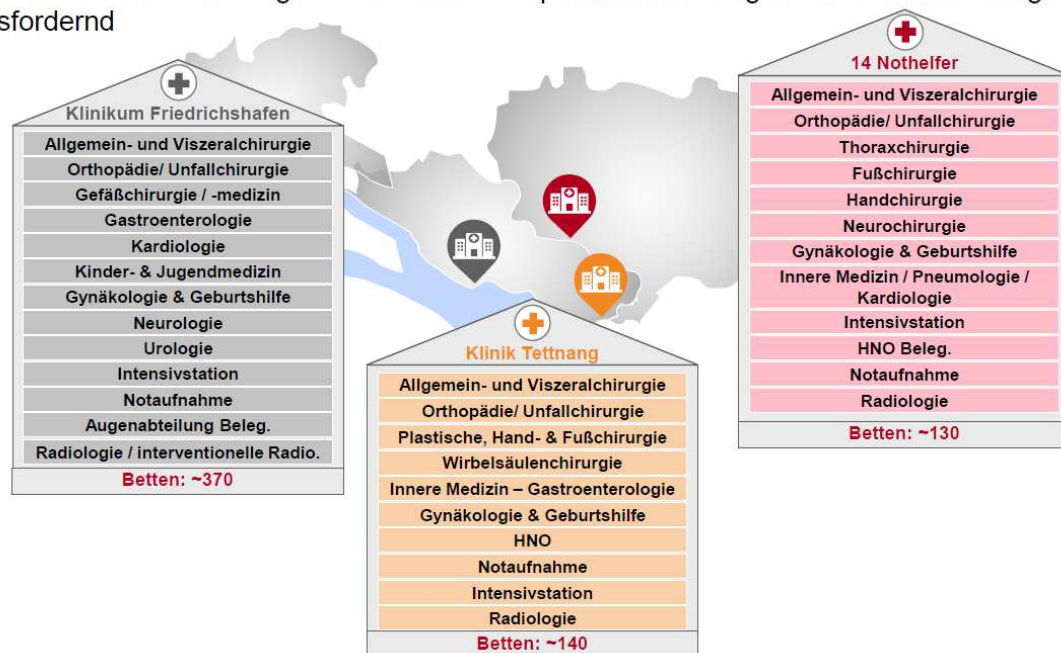 sfordernd
Klinikum Friedrichshafen
Allgemein- und Viszeralchirurgie
Orthopädie/ Unfallchirurgie
Gefäßchirurgie / -medizin
Gastroenterologie
Kardiologie
Kinder- & Jugendmedizin
Gynäkologie & Geburtshilfe
Neurologie
Urologie
Intensivstation
Notaufnahme
Augenabteilung Beleg.
Radiologie / interventionelle Radio.
Betten: ~370
Klinik Tettnang
Allgemein- und Viszeralchirurgie
Orthopädie/ Unfallchirurgie
Plastische, Hand- & Fußchirurgie
Wirbelsäulenchirurgie
Innere Medizin – Gastroenterologie
Gynäkologie & Geburtshilfe
HNO
Notaufnahme
Intensivstation
Radiologie
Betten: ~140
14 Nothelfer
Allgemein- und Viszeralchirurgie
Orthopädie/ Unfallchirurgie
Thoraxchirurgie
Fußchirurgie
Handchirurgie
Neurochirurgie
Gynäkologie & Geburtshilfe
Innere Medizin / Pneumologie /
Kardiologie
Intensivstation
HNO Beleg.
Notaufnahme
Radiologie
Betten: ~130